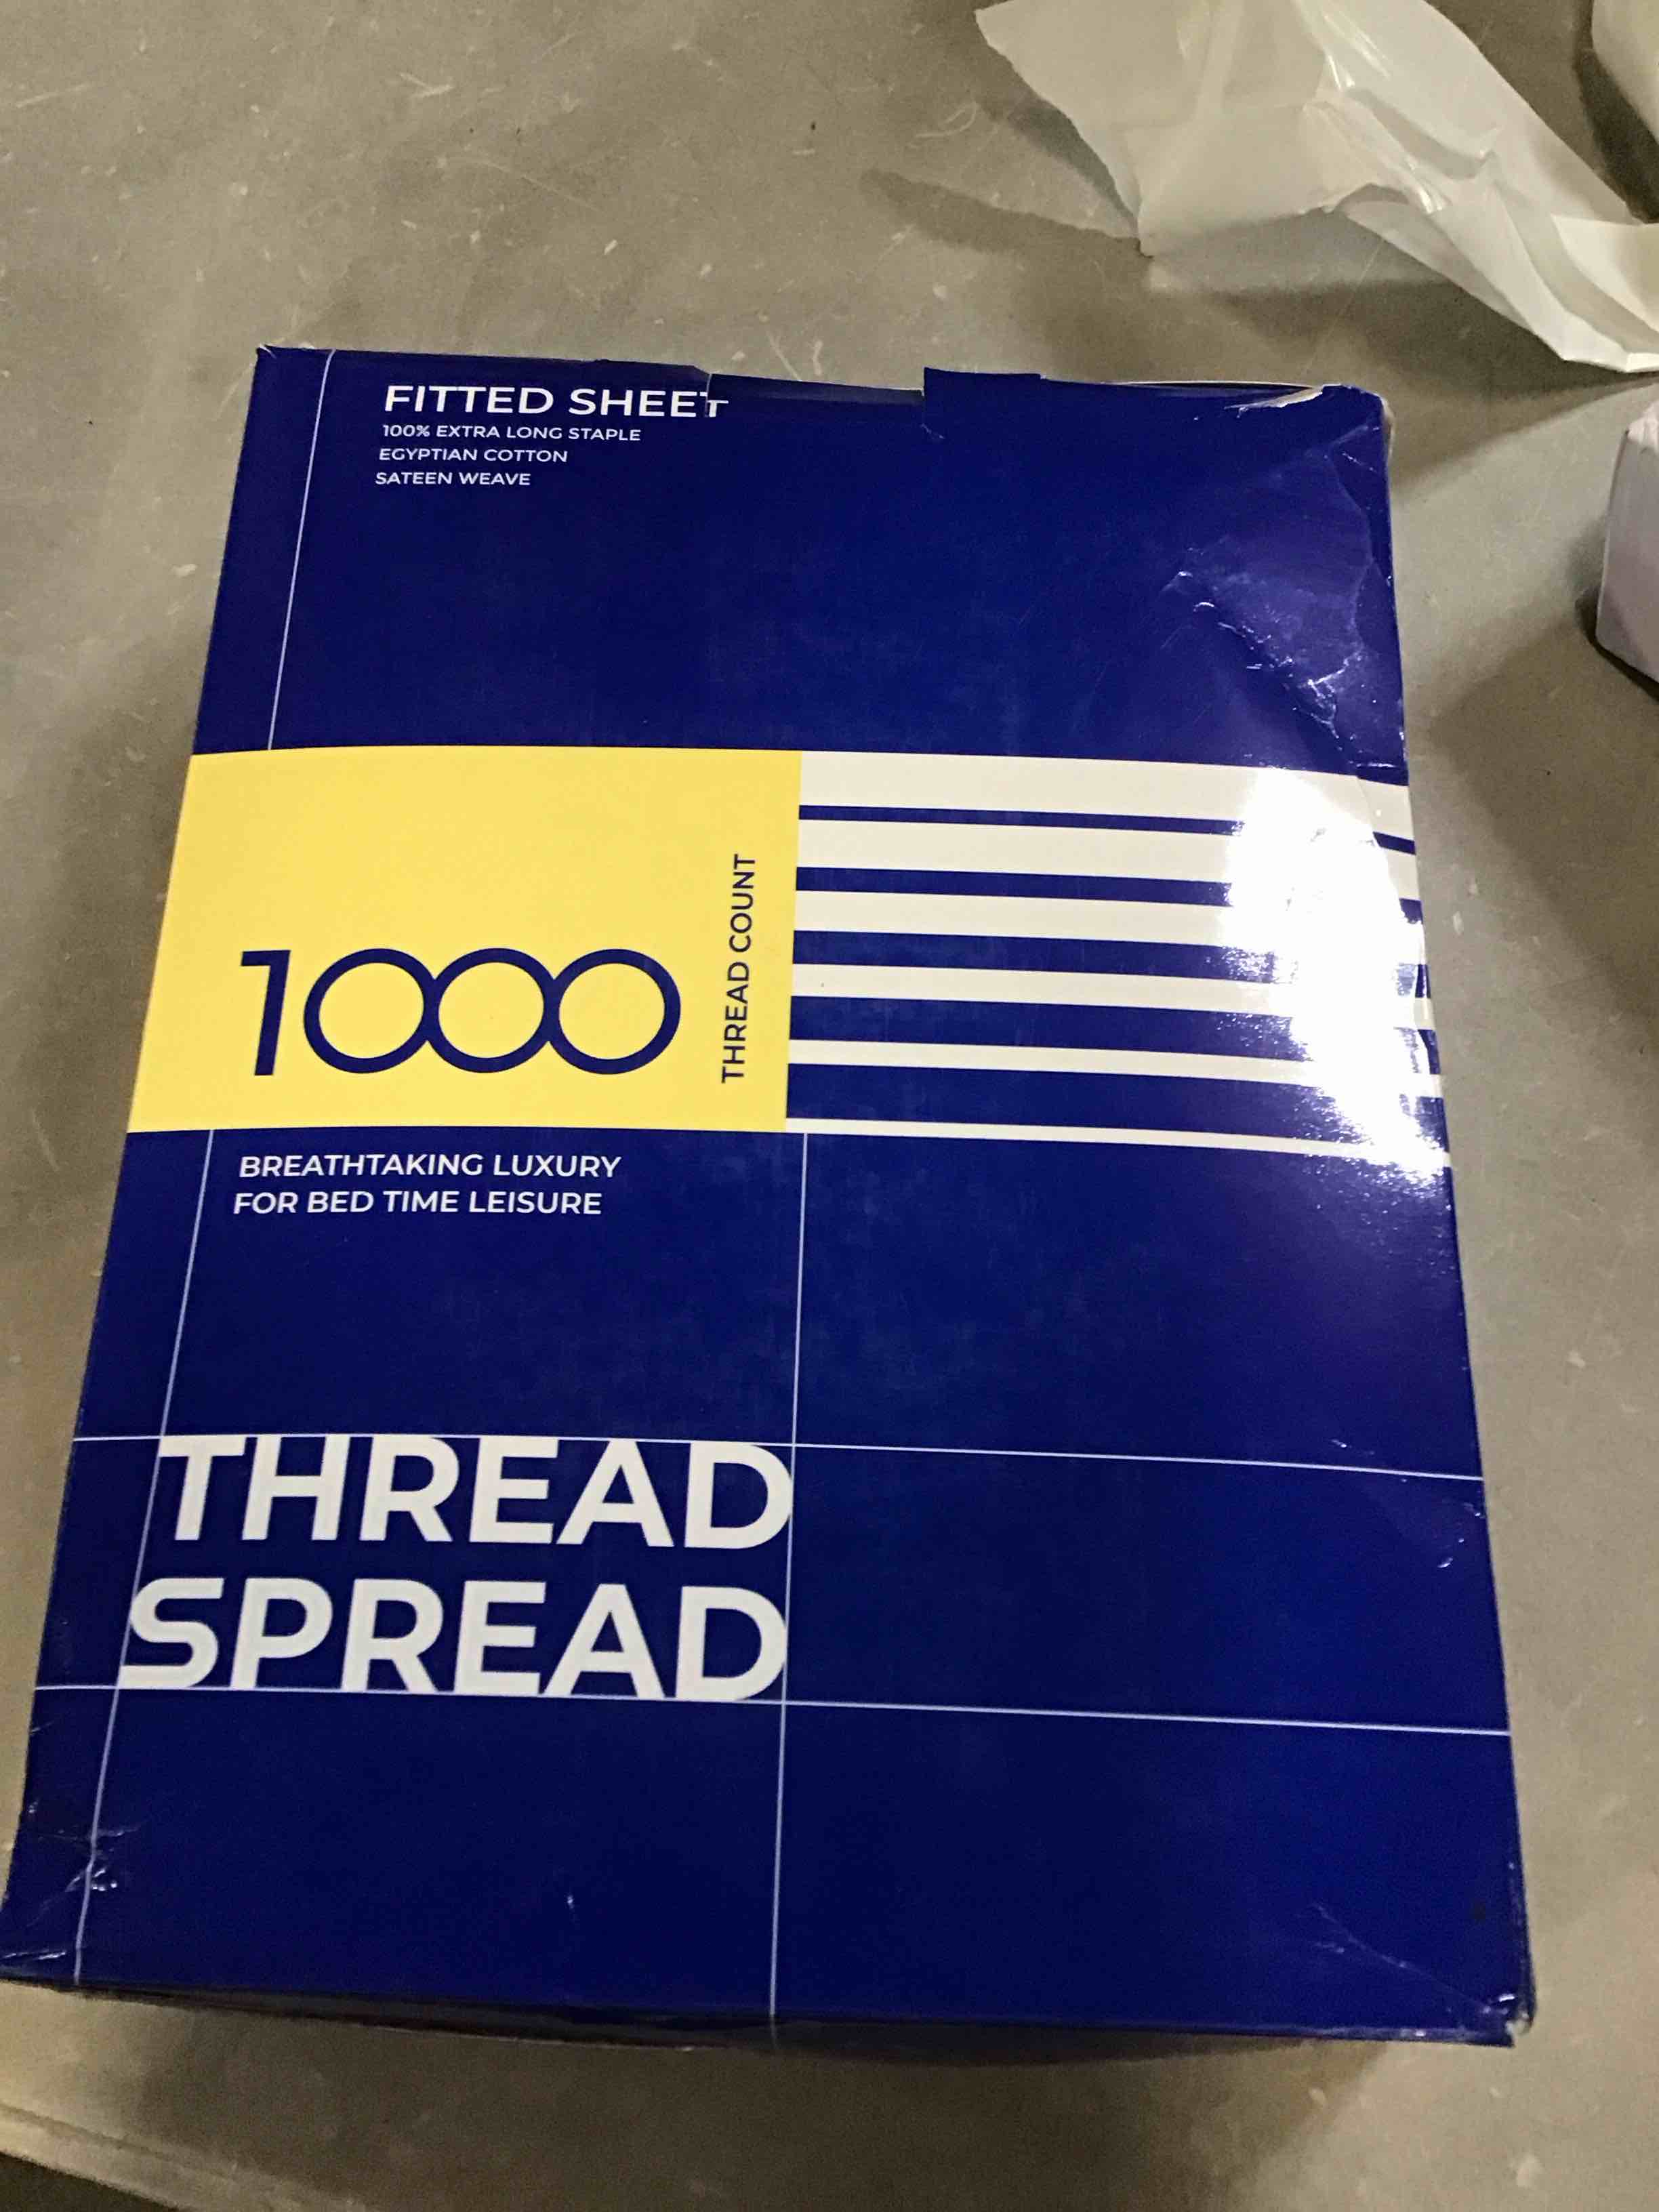 FITTED SHEET
100% EXTRA LONG STAPLE
EGYPTIAN COTTON
SATEEN WEAVE
1000
THREAD COUNT
BREATHTAKING LUXURY
FOR BED TIME LEISURE
THREAD
SPREAD